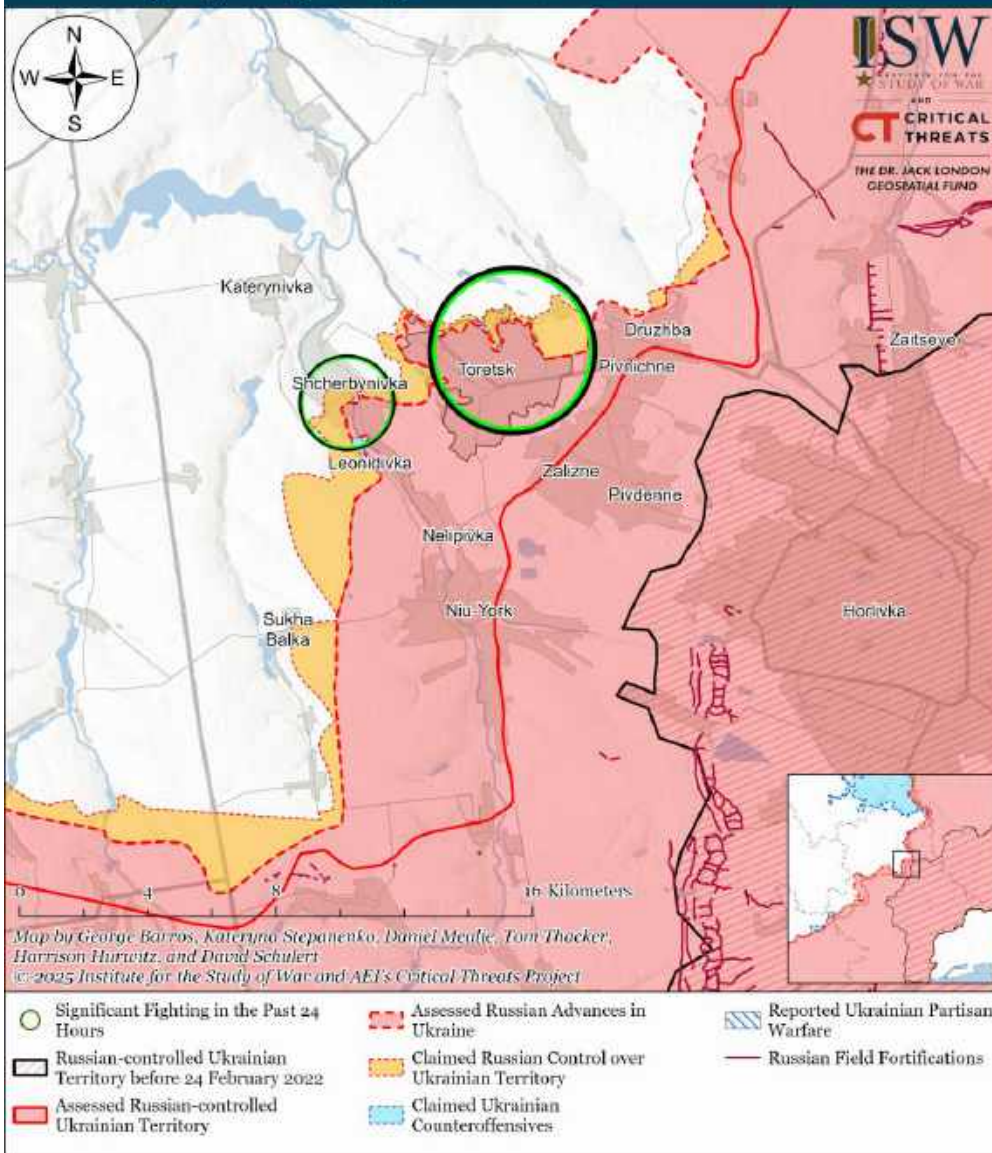 N
W E
S
ISW
INSTITUTE FOR THE
STUDY OF WAR
AND
CT CRITICAL
THREATS
THE DR. JACK LONDON
GEOSPATIAL FUND
Katerynivka
Druzhba
Zaitseve
Shcherbynivka
Toretsk
Pivnichne
Leonidivka
Zalizne
Pivdenne
Nelipivka
Niu-York
Horlivka
Sukha
Balka
0 4 8 16 Kilometers
Map by George Barros, Kateryna Stepanenko, Daniel Mealie, Tom Thacker,
Harrison Hurwitz, and David Schulert
© 2025 Institute for the Study of War and AEI's Critical Threats Project
Significant Fighting in the Past 24
Hours
Russian-controlled Ukrainian
Territory before 24 February 2022
Assessed Russian-controlled
Ukrainian Territory
Assessed Russian Advances in
Ukraine
Claimed Russian Control over
Ukrainian Territory
Claimed Ukrainian
Counteroffensives
Reported Ukrainian Partisan
Warfare
Russian Field Fortifications